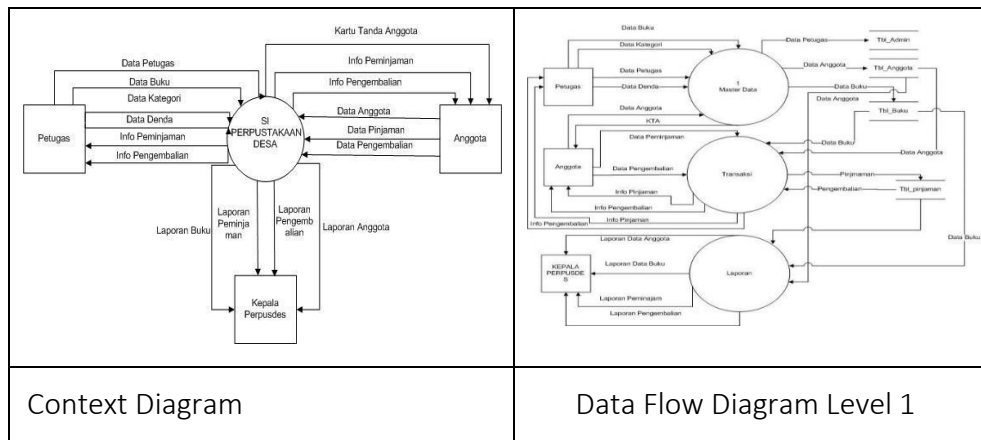 Kartu Tanda Anggota
Info Peminjaman
Info Pengembalian
Data Petugas
Data Buku
Data Kategori
Data Denda
Info Peminjaman
Info Pengembalian
Petugas
SI
PERPUSTAKAAN
DESA
Data Anggota
Data Pinjaman
Data Pengembalian
Anggota
Laporan Buku
Laporan
Peminja
man
Laporan
Pengemb
alian
Laporan Anggota
Kepala
Perpusdes
Data Buku
Data Kategori
Data Petugas
Data Denda
Petugas
1
Master Data
Data Petugas
Tbl_Admin
Data Anggota
Tbl_Anggota
Data Buku
Data Anggota
Tbl_Buku
Data Anggota
KTA
Data Peminjaman
Anggota
Data Pengembalian
Transaksi
Data Buku
Data Anggota
Pinjmaman
Pengembalian
Tbl_pinjaman
Info Pinjaman
Info Pengembalian
Info Pinjaman
Info Pengembalian
Data Buku
Laporan Data Anggota
KEPALA
PERPUSDE
S
Laporan Data Buku
Laporan
Laporan Peminajam
Laporan Pengembalian
Context Diagram
Data Flow Diagram Level 1